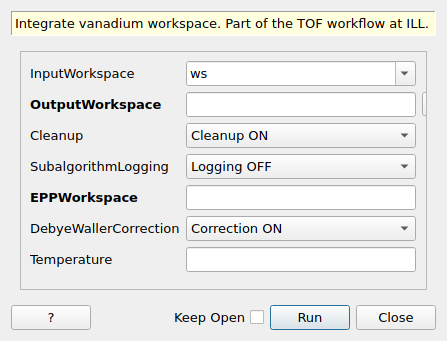 Integrate vanadium workspace. Part of the TOF workflow at ILL.
InputWorkspace ws
OutputWorkspace
Cleanup Cleanup ON
SubalgorithmLogging Logging OFF
EPPWorkspace
DebyeWallerCorrection Correction ON
Temperature
? Keep Open Run Close